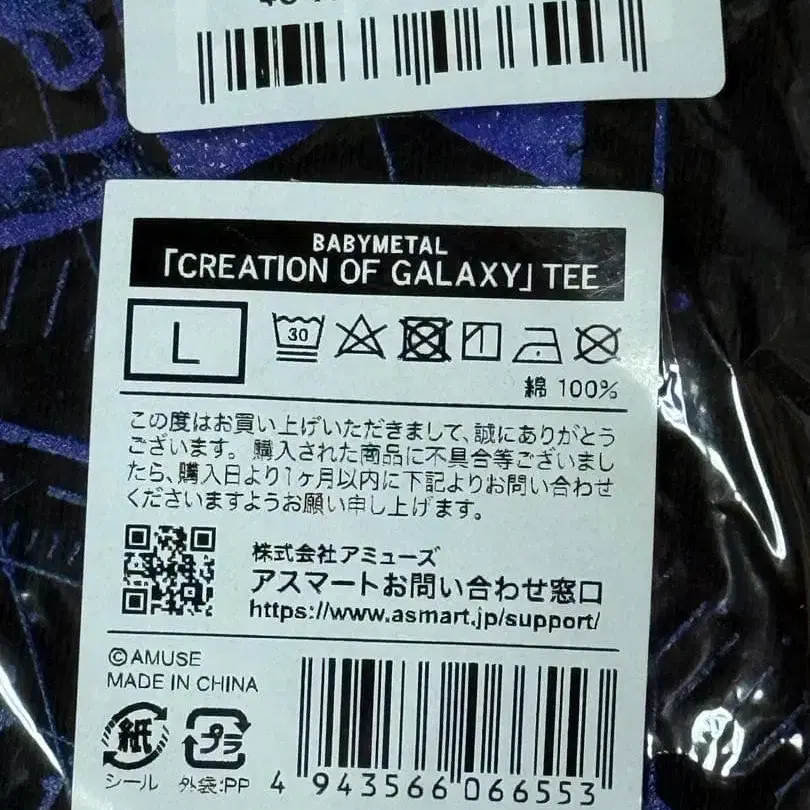 BABYMETAL
「CREATION OF GALAXY」TEE
L
30
綿 100%
この度はお買い上げいただきまして、誠にありがとう
ございます。購入された商品に不具合等ございまし
たら、購入日より1ヶ月以内に下記よりお問い合わせ
くださいますようお願い申し上げます。
株式会社アミューズ
アスマートお問い合わせ窓口
https://www.asmart.jp/support/
©AMUSE
MADE IN CHINA
紙
プラ
シール
外袋:PP
4 943566 066553